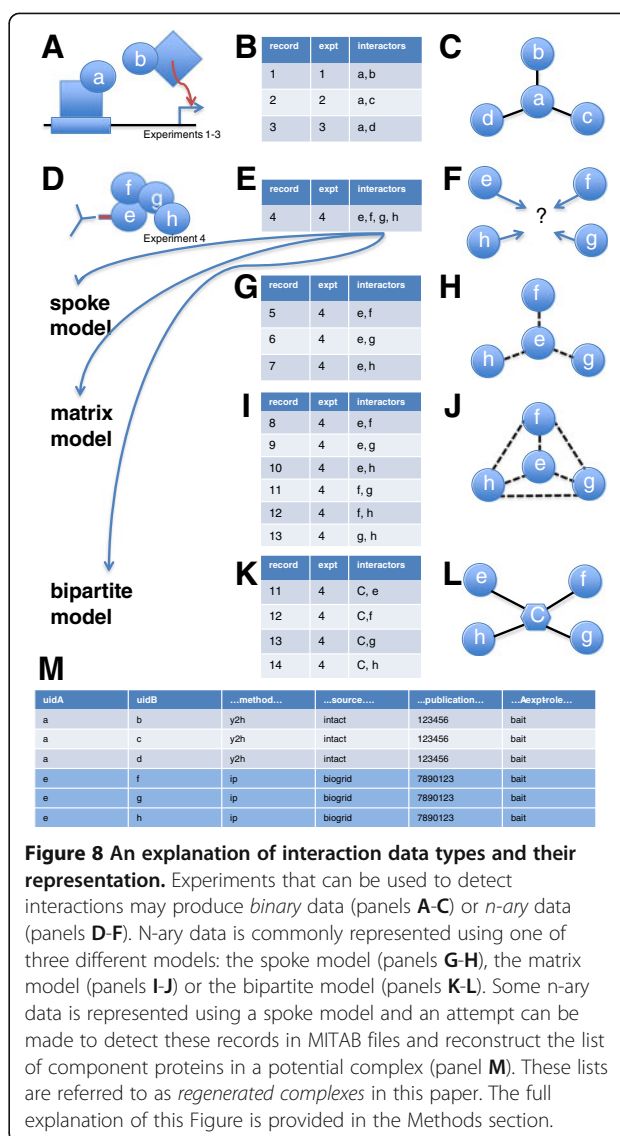 A
a
b
Experiments 1-3
B
record expt interactors
1 1 a, b
2 2 a, c
3 3 a, d
C
b
a
d
c
D
f
g
e
h
Experiment 4
E
record expt interactors
4 4 e, f, g, h
F
e
f
?
h
g
spoke
model
matrix
model
bipartite
model
G
record expt interactors
5 4 e, f
6 4 e, g
7 4 e, h
H
f
e
h
g
I
record expt interactors
8 4 e, f
9 4 e, g
10 4 e, h
11 4 f, g
12 4 f, h
13 4 g, h
J
f
e
h
g
K
record expt interactors
11 4 C, e
12 4 C,f
13 4 C,g
14 4 C, h
L
e
f
C
h
g
M
uidA uidB ...method... ...source.... ...publication... ...Aexpt-role...
a b y2h intact 123456 bait
a c y2h intact 123456 bait
a d y2h intact 123456 bait
e f ip biogrid 7890123 bait
e g ip biogrid 7890123 bait
e h ip biogrid 7890123 bait
Figure 8 An explanation of interaction data types and their
representation. Experiments that can be used to detect
interactions may produce binary data (panels A-C) or n-ary data
(panels D-F). N-ary data is commonly represented using one of
three different models: the spoke model (panels G-H), the matrix
model (panels I-J) or the bipartite model (panels K-L). Some n-ary
data is represented using a spoke model and an attempt can be
made to detect these records in MITAB files and reconstruct the list
of component proteins in a potential complex (panel M). These lists
are referred to as regenerated complexes in this paper. The full
explanation of this Figure is provided in the Methods section.